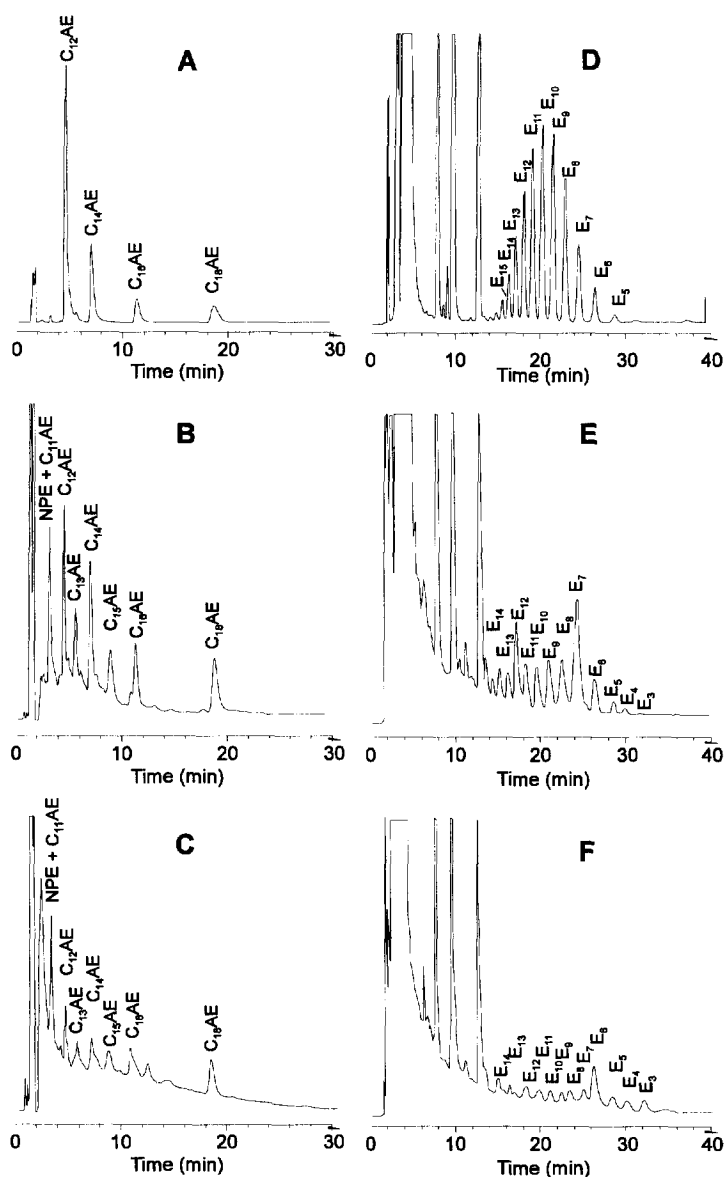 A
C12AE
C14AE
C16AE
C18AE
0 10 20 30
Time (min)
B
NPE + C11AE
C12AE
C13AE
C14AE
C15AE
C16AE
C18AE
0 10 20 30
Time (min)
C
NPE + C11AE
C12AE
C13AE
C14AE
C15AE
C16AE
C18AE
0 10 20 30
Time (min)
D
E15
E14
E13
E12
E11
E10
E9
E8
E7
E6
E5
0 10 20 30 40
Time (min)
E
E14
E13
E12
E11
E10
E9
E8
E7
E6
E5
E4
E3
0 10 20 30 40
Time (min)
F
E14
E13
E12
E11
E10
E9
E8
E7
E6
E5
E4
E3
0 10 20 30 40
Time (min)